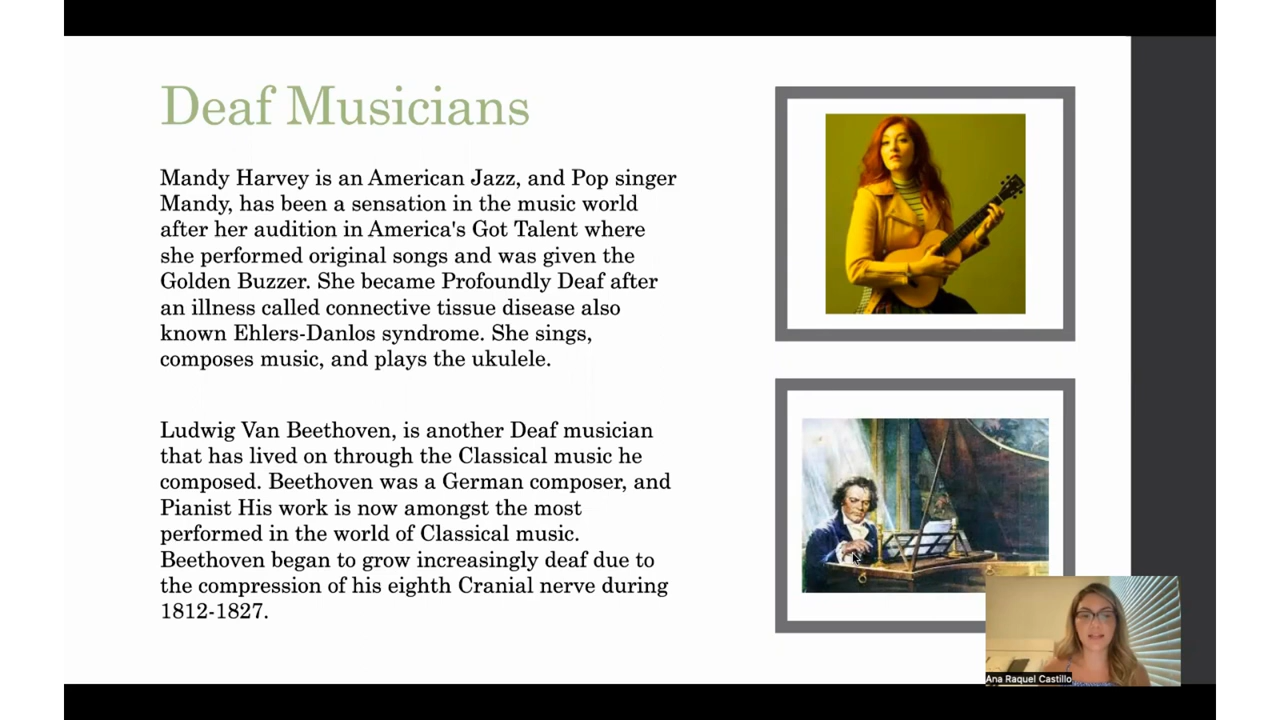 Deaf Musicians
Mandy Harvey is an American Jazz, and Pop singer
Mandy, has been a sensation in the music world
after her audition in America's Got Talent where
she performed original songs and was given the
Golden Buzzer. She became Profoundly Deaf after
an illness called connective tissue disease also
known Ehlers-Danlos syndrome. She sings,
composes music, and plays the ukulele.
Ludwig Van Beethoven, is another Deaf musician
that has lived on through the Classical music he
composed. Beethoven was a German composer, and
Pianist His work is now amongst the most
performed in the world of Classical music.
Beethoven began to grow increasingly deaf due to
the compression of his eighth Cranial nerve during
1812-1827.
Ana Raquel Castillo